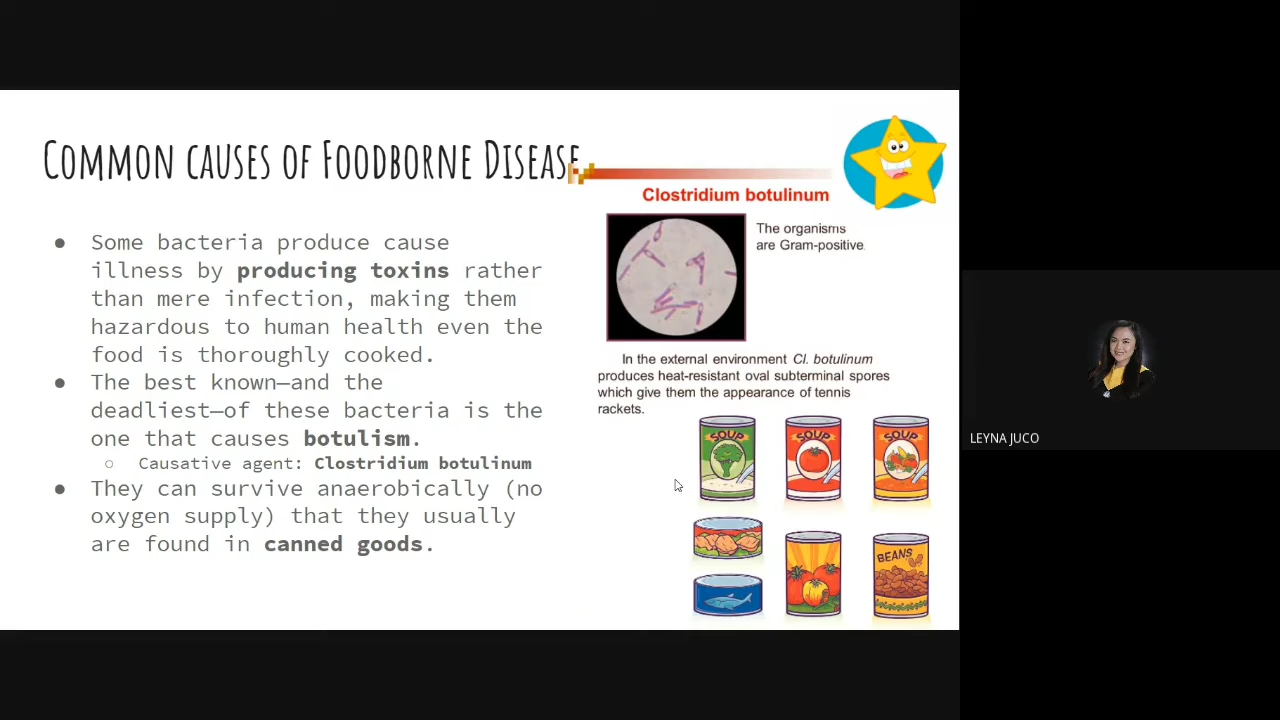 COMMON CAUSES OF FOODBORNE DISEASE
● Some bacteria produce cause
illness by producing toxins rather
than mere infection, making them
hazardous to human health even the
food is thoroughly cooked.
● The best known—and the
deadliest—of these bacteria is the
one that causes botulism.
○ Causative agent: Clostridium botulinum
● They can survive anaerobically (no
oxygen supply) that they usually
are found in canned goods.
Clostridium botulinum
The organisms
are Gram-positive.
In the external environment Cl. botulinum
produces heat-resistant oval subterminal spores
which give them the appearance of tennis
rackets.
SOUP
SOUP
SOUP
BEANS
LEYNA JUCO